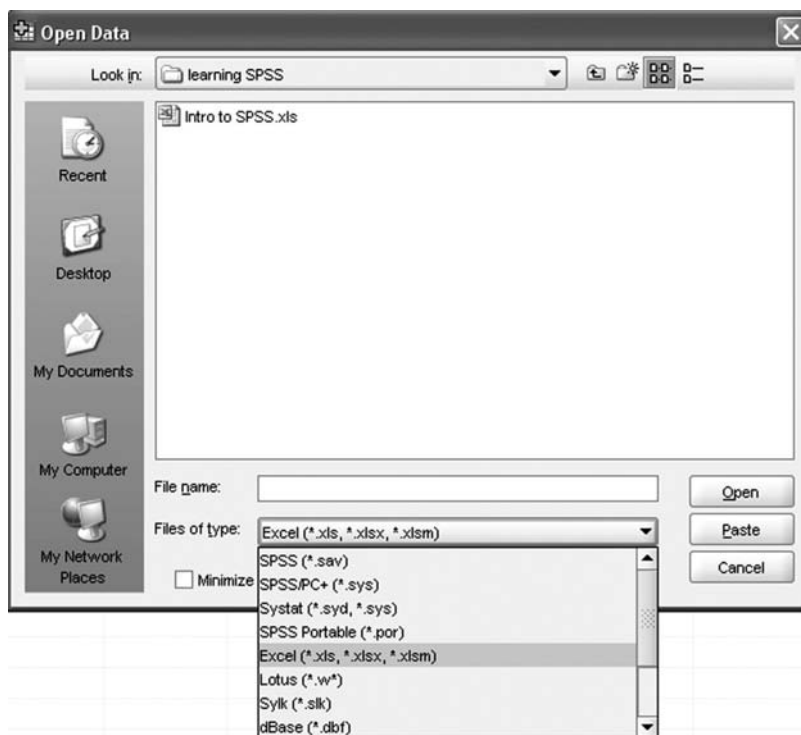 Open Data
Look in: learning SPSS
Intro to SPSS.xls
Recent
Desktop
My Documents
My Computer
My Network
Places
File name:
Open
Files of type: Excel (*.xls, *.xlsx, *.xlsm)
Paste
Cancel
Minimize
SPSS (*.sav)
SPSS/PC+ (*.sys)
Systat (*.syd, *.sys)
SPSS Portable (*.por)
Excel (*.xls, *.xlsx, *.xlsm)
Lotus (*.w*)
Sylk (*.slk)
dBase (*.dbf)